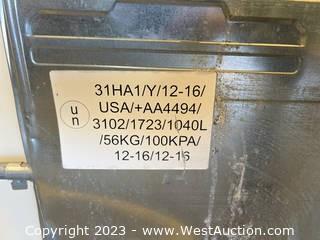 31HA1/Y/12-16/
u
n
USA/+AA4494/
3102/1723/1040L
/56KG/100KPA/
12-16/12-16
Copyright © 2023 - www.WestAuction.com